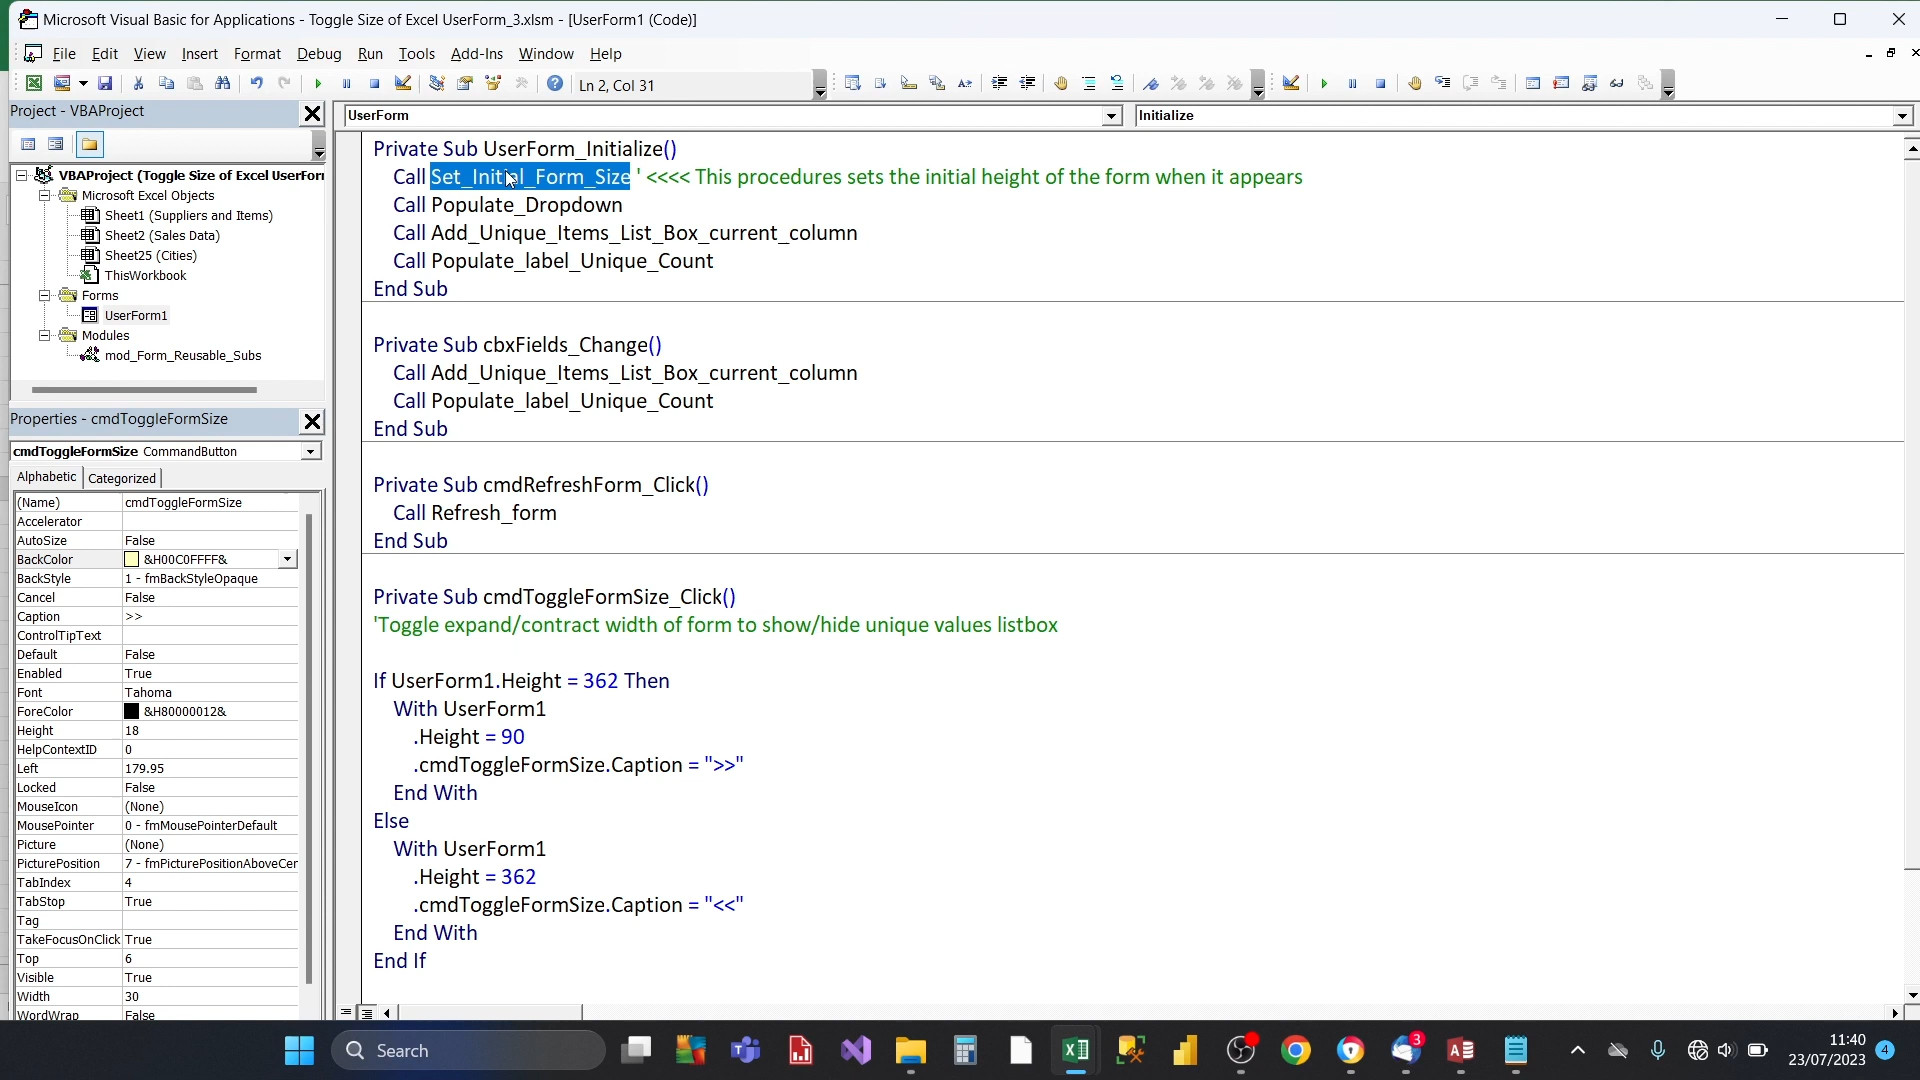 Microsoft Visual Basic for Applications - Toggle Size of Excel UserForm_3.xlsm - [UserForm1 (Code)]
File Edit View Insert Format Debug Run Tools Add-Ins Window Help
Ln 2, Col 31
Project - VBAProject
VBAProject (Toggle Size of Excel UserForm
Microsoft Excel Objects
Sheet1 (Suppliers and Items)
Sheet2 (Sales Data)
Sheet25 (Cities)
ThisWorkbook
Forms
UserForm1
Modules
mod_Form_Reusable_Subs
Properties - cmdToggleFormSize
cmdToggleFormSize CommandButton
Alphabetic Categorized
(Name) cmdToggleFormSize
Accelerator
AutoSize False
BackColor &H00C0FFFF&
BackStyle 1 - fmBackStyleOpaque
Cancel False
Caption >>
ControlTipText
Default False
Enabled True
Font Tahoma
ForeColor &H80000012&
Height 18
HelpContextID 0
Left 179.95
Locked False
MouseIcon (None)
MousePointer 0 - fmMousePointerDefault
Picture (None)
PicturePosition 7 - fmPicturePositionAboveCer
TabIndex 4
TabStop True
Tag
TakeFocusOnClick True
Top 6
Visible True
Width 30
WordWrap False
UserForm Initialize
Private Sub UserForm_Initialize()
Call Set_Initial_Form_Size ' <<<< This procedures sets the initial height of the form when it appears
Call Populate_Dropdown
Call Add_Unique_Items_List_Box_current_column
Call Populate_label_Unique_Count
End Sub
Private Sub cbxFields_Change()
Call Add_Unique_Items_List_Box_current_column
Call Populate_label_Unique_Count
End Sub
Private Sub cmdRefreshForm_Click()
Call Refresh_form
End Sub
Private Sub cmdToggleFormSize_Click()
'Toggle expand/contract width of form to show/hide unique values listbox
If UserForm1.Height = 362 Then
With UserForm1
.Height = 90
.cmdToggleFormSize.Caption = ">>"
End With
Else
With UserForm1
.Height = 362
.cmdToggleFormSize.Caption = "<<"
End With
End If
Search
3
11:40
23/07/2023
4